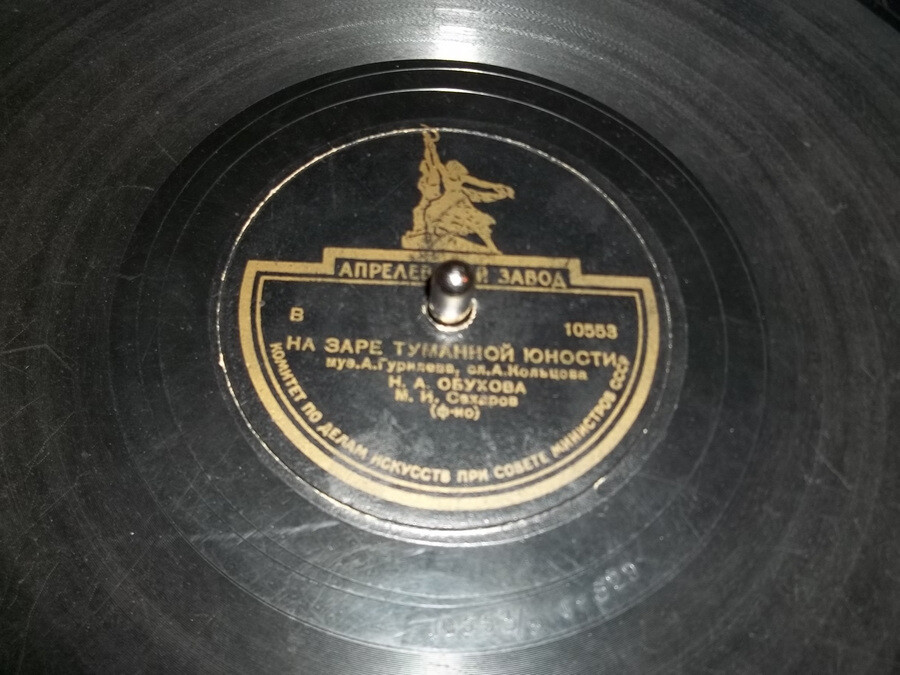 АПРЕЛЕВ Й ЗАВОД
В 10553
НА ЗАРЕ ТУМАННОЙ ЮНОСТИ
муз.А.Гурилева, сл.А.Кольцова
Н. А. ОБУХОВА
М. И. Сахаров
(ф-но)
КОМИТЕТ ПО ДЕЛАМ ИСКУССТВ ПРИ СОВЕТЕ МИНИСТРОВ СССР